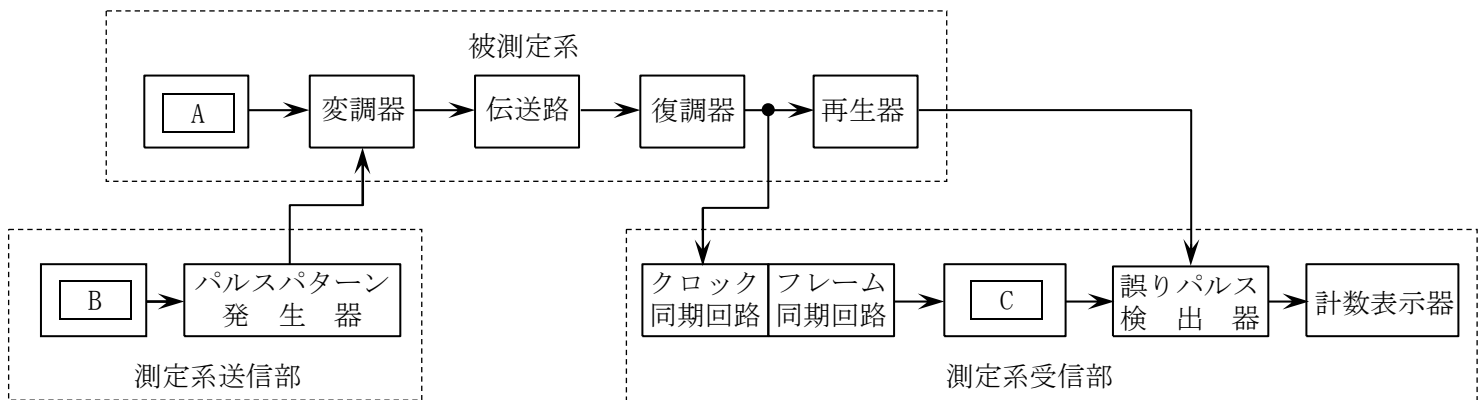 被測定系
A
変調器
伝送路
復調器
再生器
B
パルスパターン
発生器
測定系送信部
クロック
同期回路
フレーム
同期回路
C
誤りパルス
検出器
計数表示器
測定系受信部